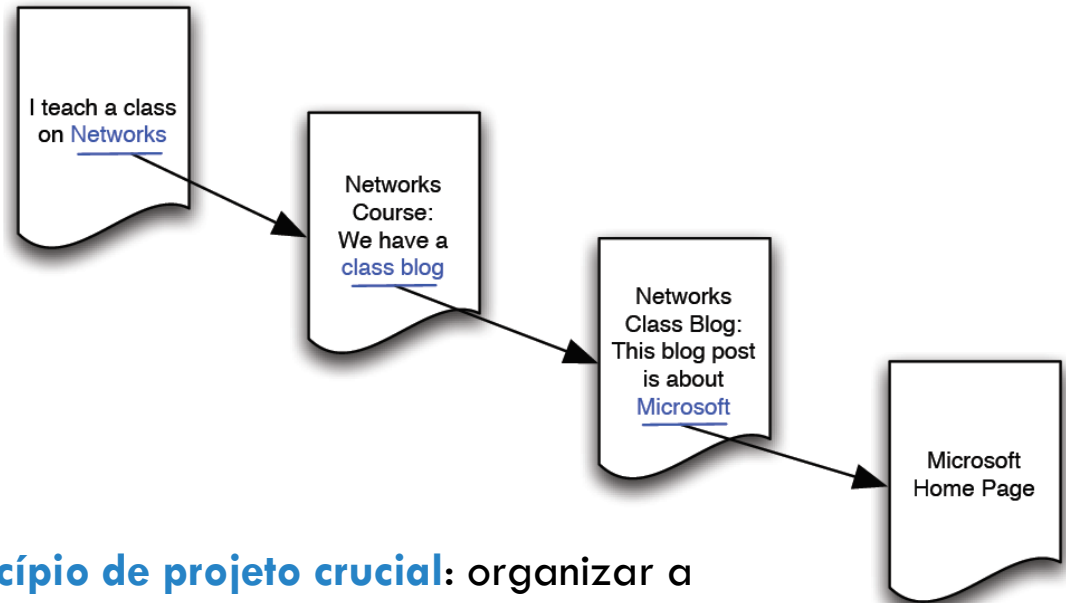 I teach a class
on Networks
Networks
Course:
We have a
class blog
Networks
Class Blog:
This blog post
is about
Microsoft
Microsoft
Home Page
cípio de projeto crucial: organizar a